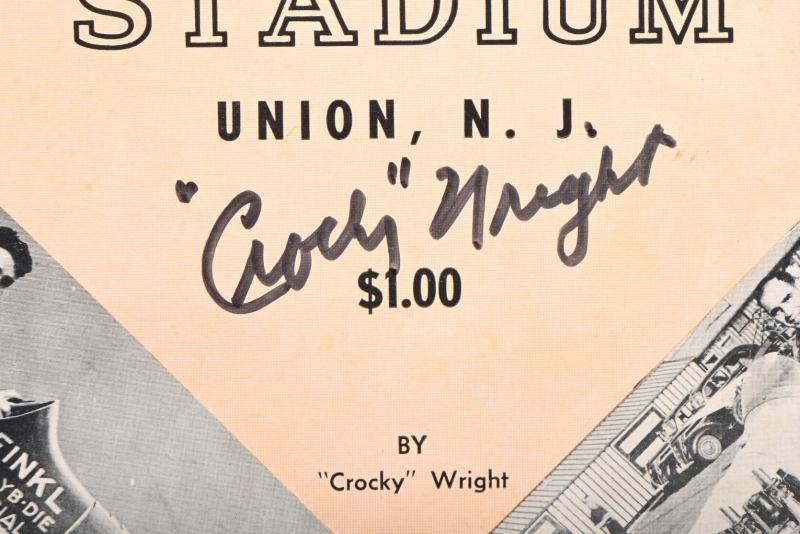 STADIUM
UNION, N. J.
"Crocky" Wright
$1.00
BY
"Crocky" Wright
FINKL